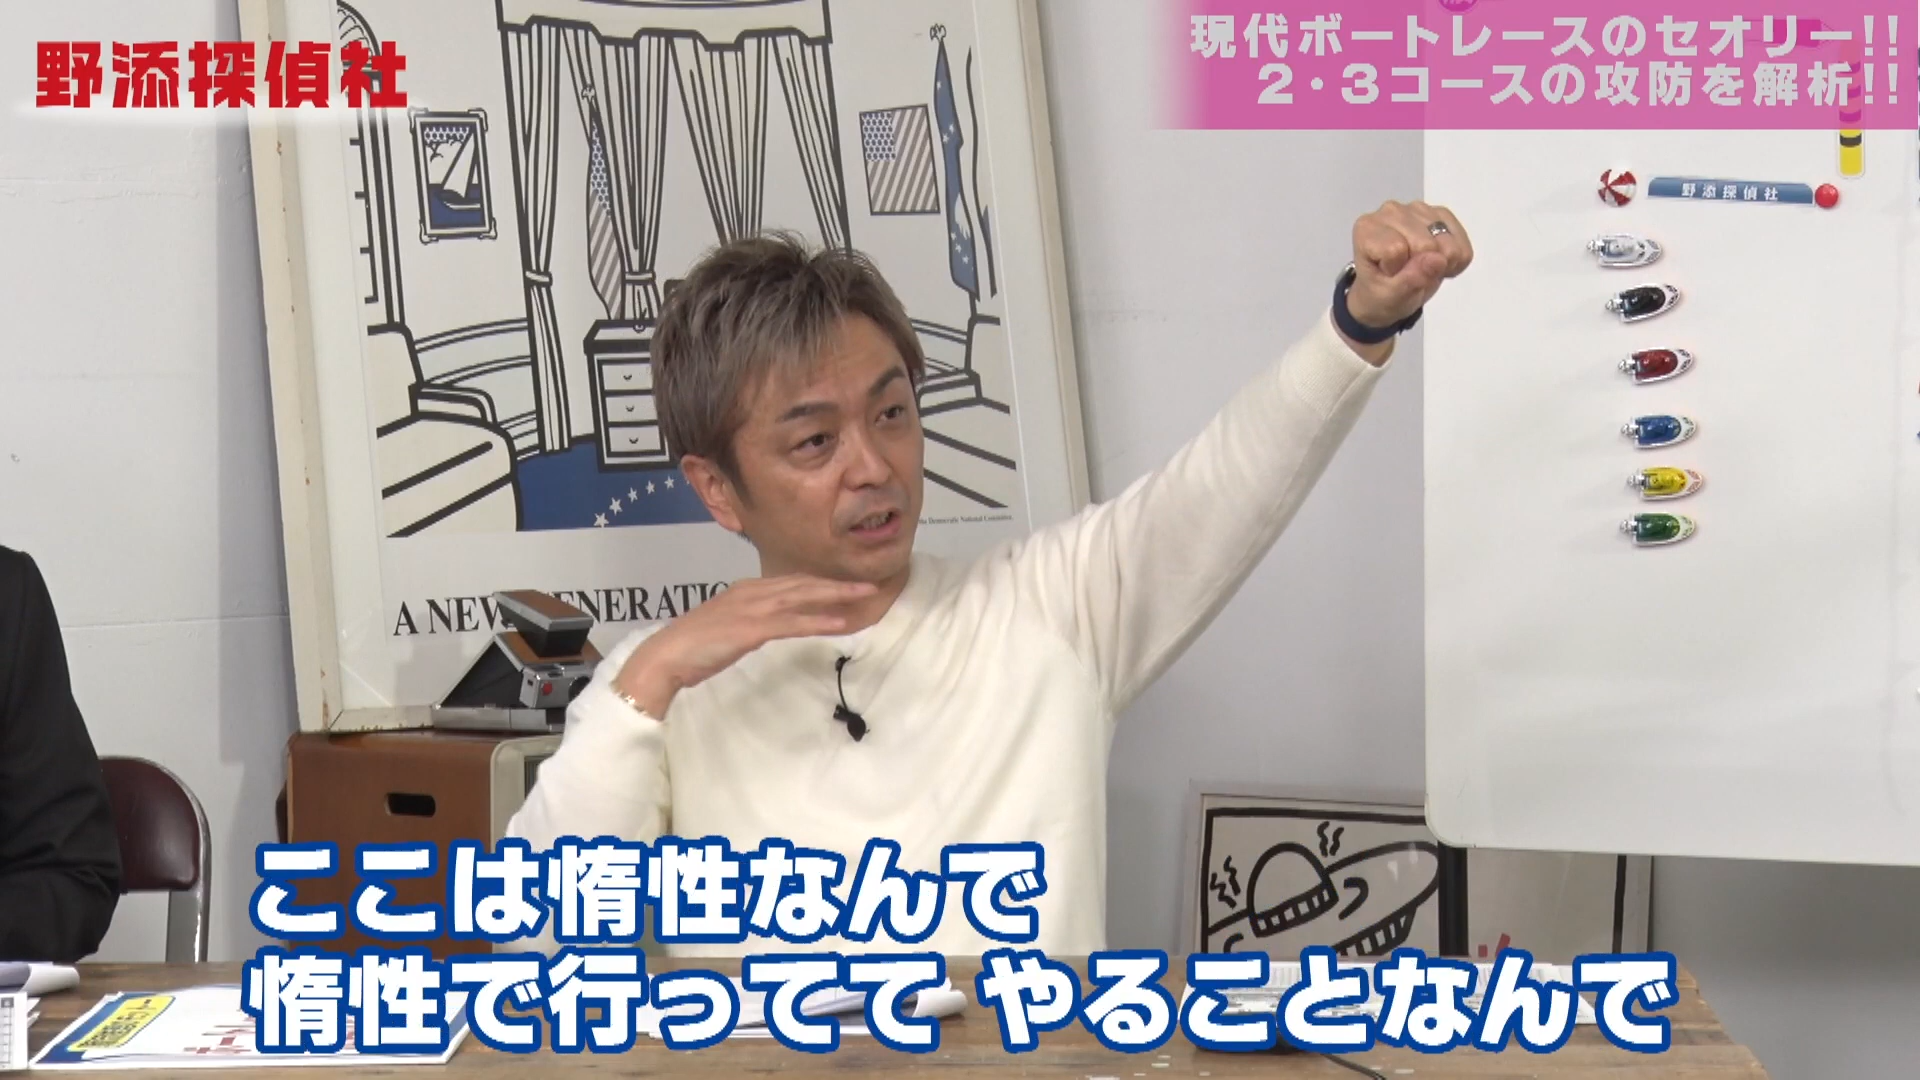 野添探偵社
現代ボートレースのセオリー!!
2・3コースの攻防を解析!!
野添探偵社
A NEW GENERATIO
ここは惰性なんで
惰性で行ってて やることなんで